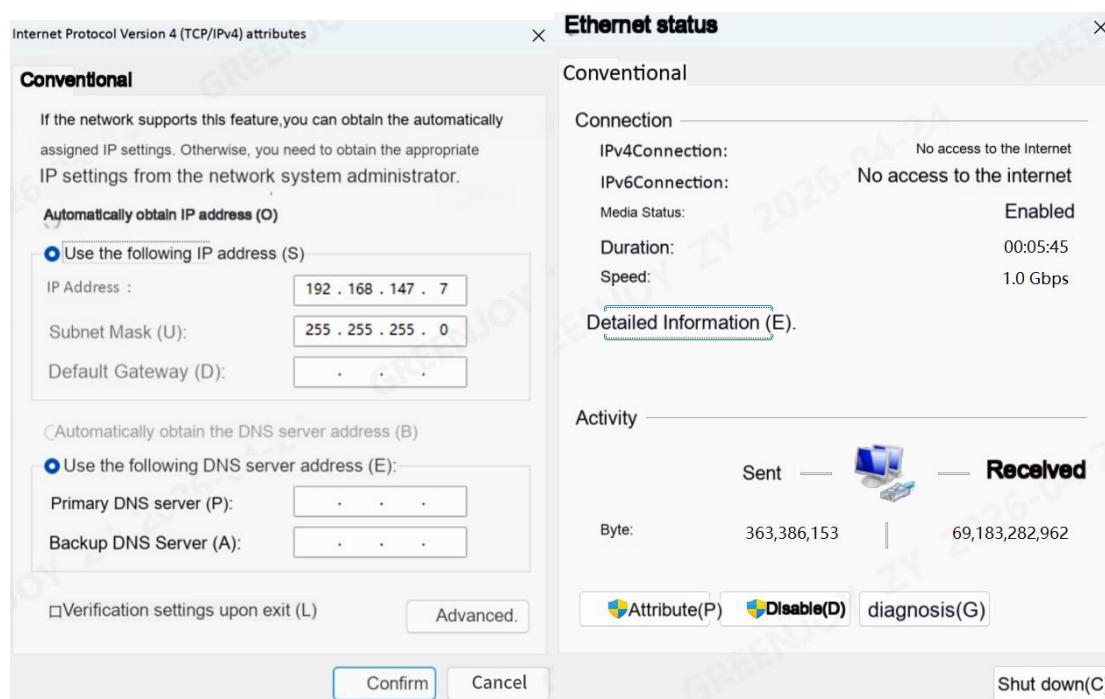 Internet Protocol Version 4 (TCP/IPv4) attributes
Conventional
If the network supports this feature,you can obtain the automatically
assigned IP settings. Otherwise, you need to obtain the appropriate
IP settings from the network system administrator.
Automatically obtain IP address (O)
Use the following IP address (S)
IP Address : 192 . 168 . 147 . 7
Subnet Mask (U): 255 . 255 . 255 . 0
Default Gateway (D): . . .
Automatically obtain the DNS server address (B)
Use the following DNS server address (E):
Primary DNS server (P): . . .
Backup DNS Server (A): . . .
Verification settings upon exit (L)
Advanced.
Confirm Cancel
Ethernet status
Conventional
Connection
IPv4Connection: No access to the Internet
IPv6Connection: No access to the internet
Media Status: Enabled
Duration: 00:05:45
Speed: 1.0 Gbps
Detailed Information (E).
Activity
Sent Received
Byte: 363,386,153 69,183,282,962
Attribute(P) Disable(D) diagnosis(G)
Shut down(C
GREENJOY ZY 2026-04-24